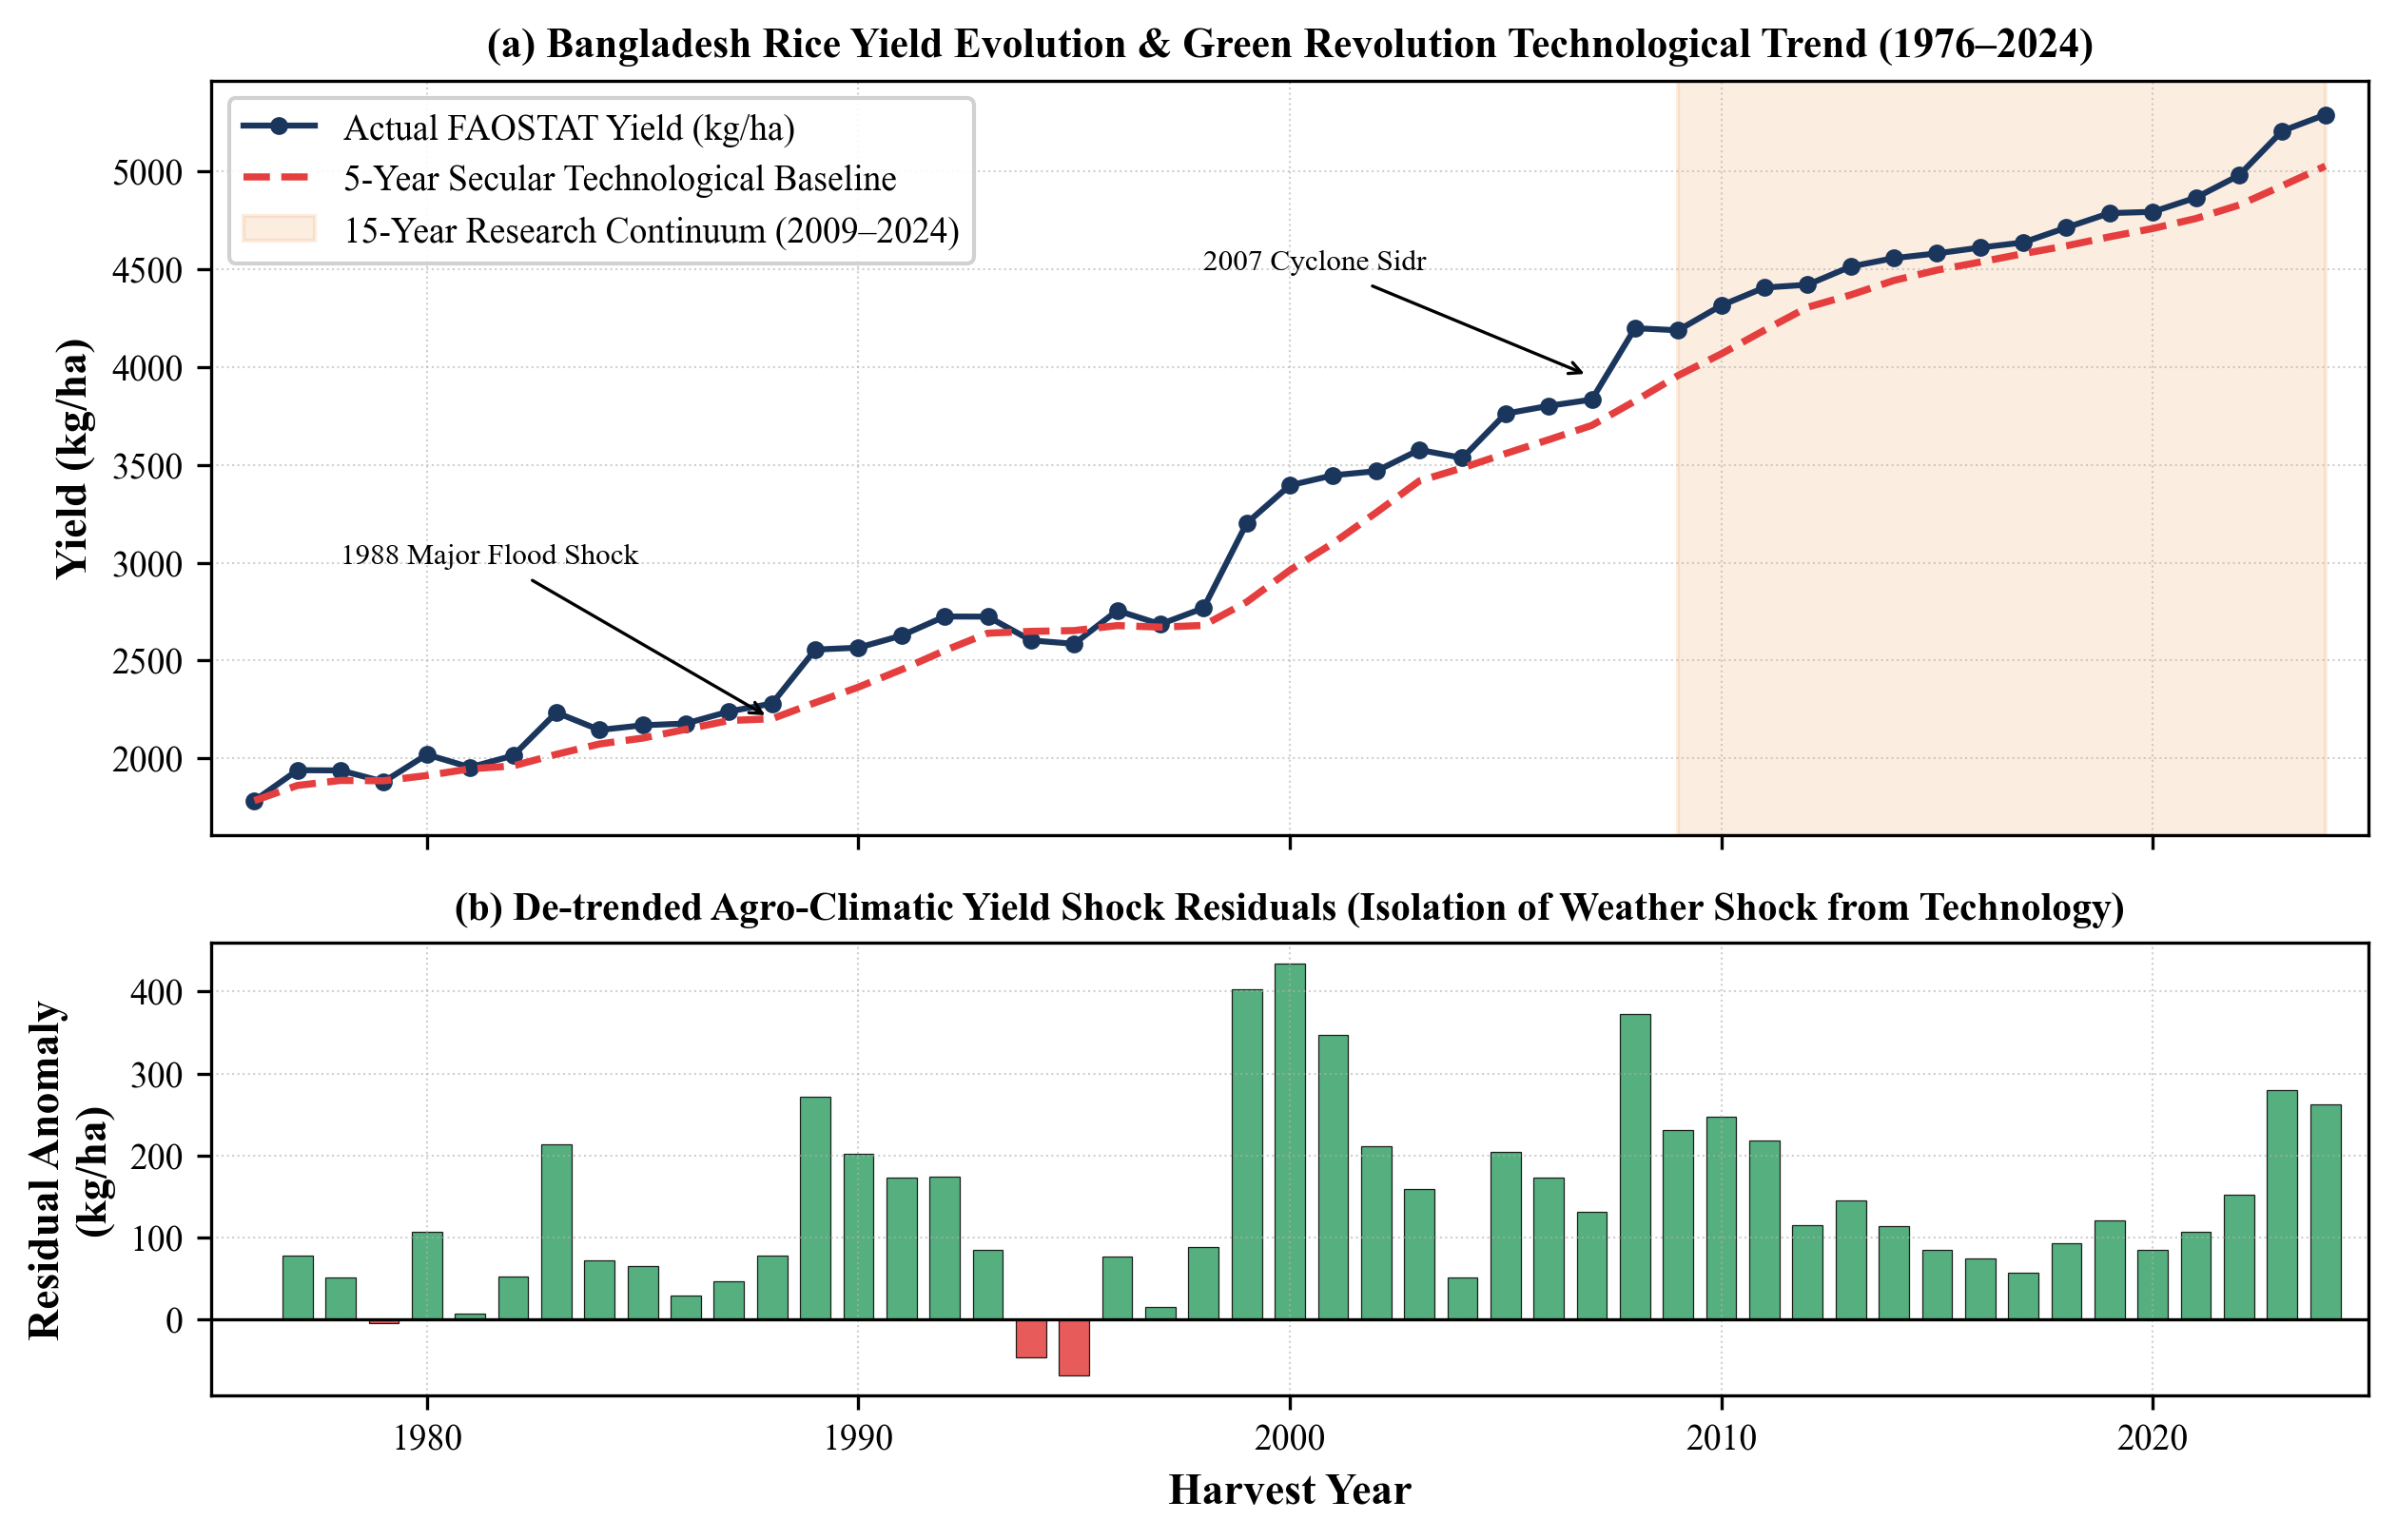 (a) Bangladesh Rice Yield Evolution & Green Revolution Technological Trend (1976–2024)
Actual FAOSTAT Yield (kg/ha)
5-Year Secular Technological Baseline
15-Year Research Continuum (2009–2024)
Yield (kg/ha)
5000
4500
4000
3500
3000
2500
2000
2007 Cyclone Sidr
1988 Major Flood Shock
(b) De-trended Agro-Climatic Yield Shock Residuals (Isolation of Weather Shock from Technology)
Residual Anomaly
(kg/ha)
400
300
200
100
0
1980 1990 2000 2010 2020
Harvest Year